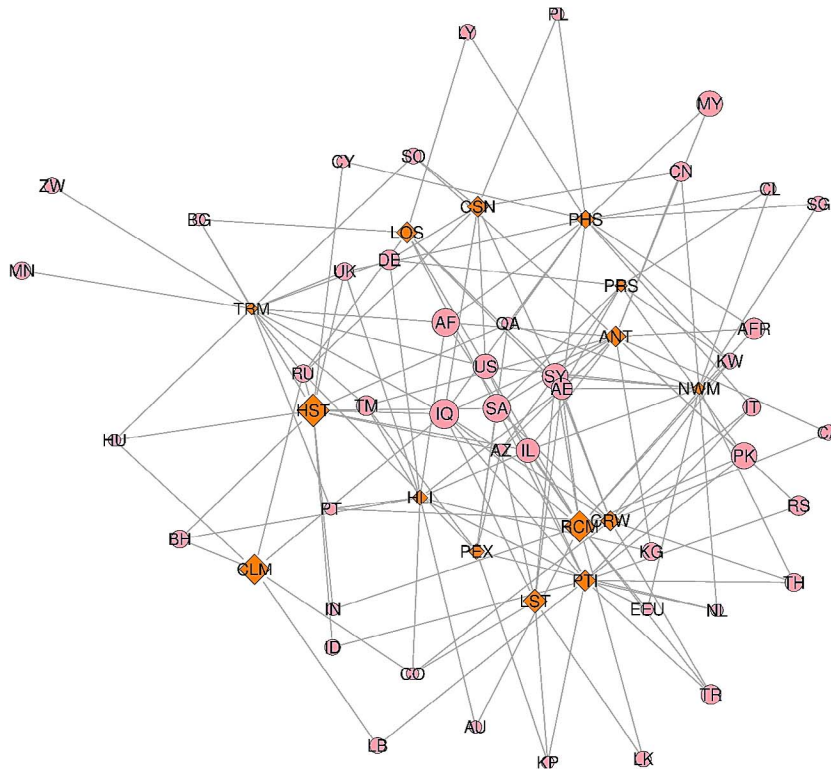 PL
LY
MY
SO
CY
CN
ZW
CL
SG
CSN
BG
PHS
LOS
DE
UK
MN
PRS
TRM
AF
QA
AFR
ANT
KW
US
RU
SY
AE
NWM
TM
IT
HST
IQ
SA
HU
AZ
IL
PK
HLI
PT
RS
RCM
CRW
BH
PEX
KG
CLM
PTI
TH
LST
IN
EEU
NL
ID
CO
TR
AU
LB
KP
LK